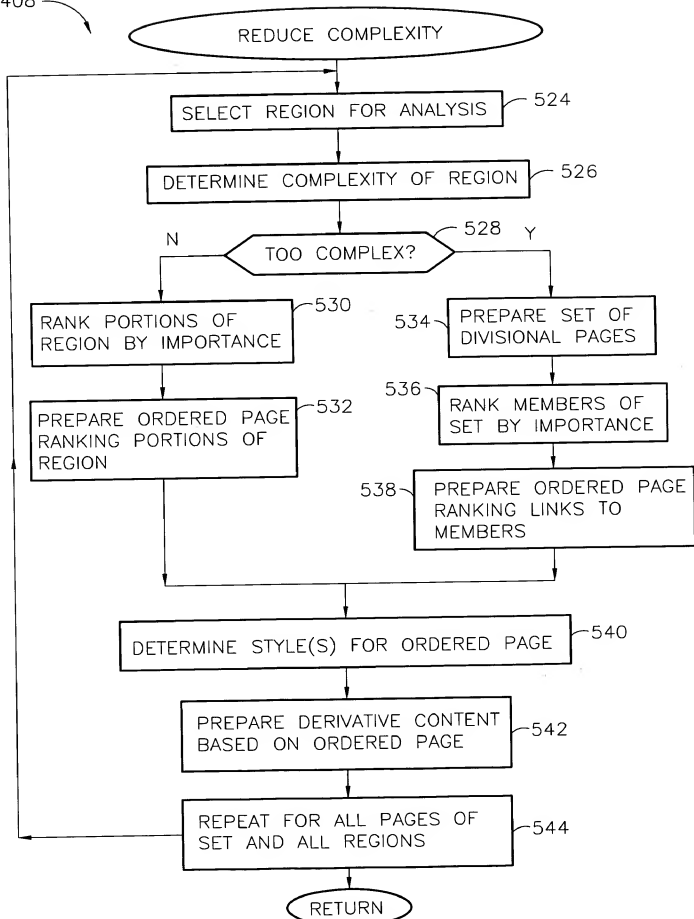 408
REDUCE COMPLEXITY
SELECT REGION FOR ANALYSIS
524
DETERMINE COMPLEXITY OF REGION
526
528
N
TOO COMPLEX?
Y
530
RANK PORTIONS OF
REGION BY IMPORTANCE
534
PREPARE SET OF
DIVISIONAL PAGES
532
PREPARE ORDERED PAGE
RANKING PORTIONS OF
REGION
536
RANK MEMBERS OF
SET BY IMPORTANCE
538
PREPARE ORDERED PAGE
RANKING LINKS TO
MEMBERS
DETERMINE STYLE(S) FOR ORDERED PAGE
540
PREPARE DERIVATIVE CONTENT
BASED ON ORDERED PAGE
542
REPEAT FOR ALL PAGES OF
SET AND ALL REGIONS
544
RETURN